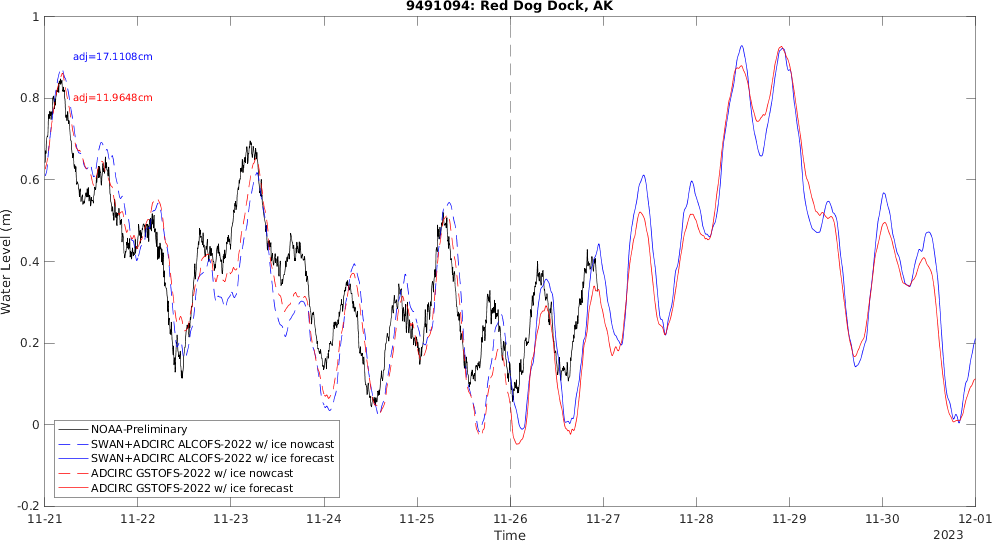 9491094: Red Dog Dock, AK
adj=17.1108cm
adj=11.9648cm
Water Level (m)
1
0.8
0.6
0.4
0.2
0
-0.2
NOAA-Preliminary
SWAN+ADCIRC ALCOFS-2022 w/ ice nowcast
SWAN+ADCIRC ALCOFS-2022 w/ ice forecast
ADCIRC GSTOFS-2022 w/ ice nowcast
ADCIRC GSTOFS-2022 w/ ice forecast
11-21 11-22 11-23 11-24 11-25 11-26 11-27 11-28 11-29 11-30 12-01
Time
2023